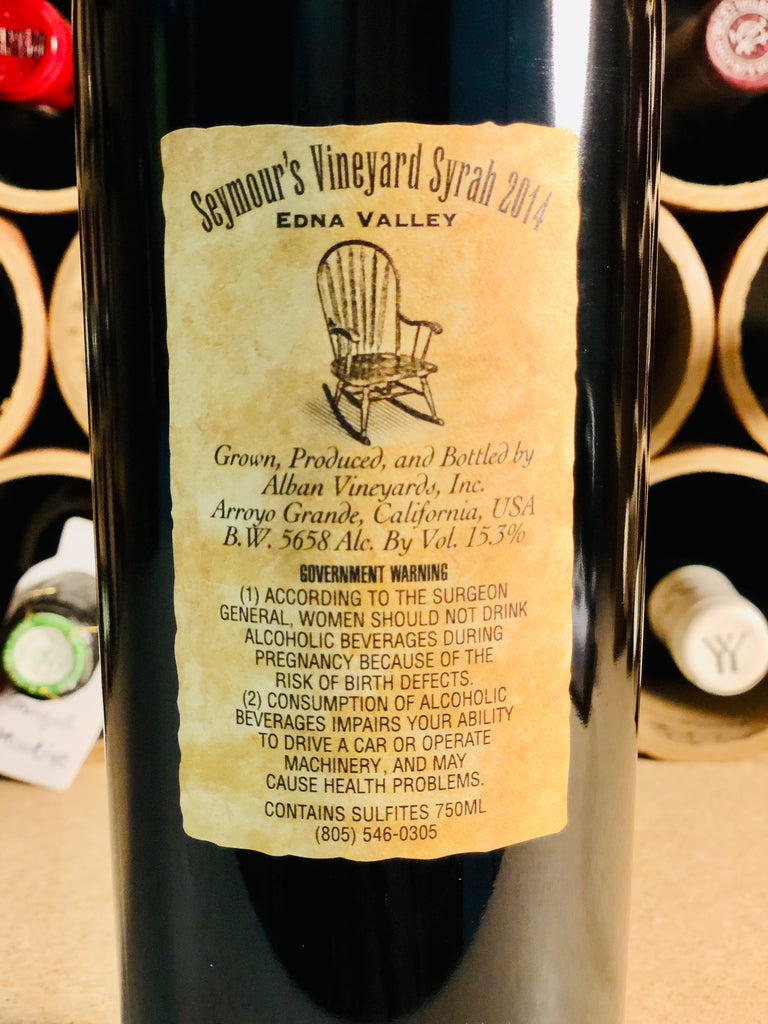 Seymour's Vineyard Syrah 2014
EDNA VALLEY
Grown, Produced, and Bottled by
Alban Vineyards, Inc.
Arroyo Grande, California, USA
B.W. 5658 Alc. By Vol. 15.3%
GOVERNMENT WARNING
(1) ACCORDING TO THE SURGEON
GENERAL, WOMEN SHOULD NOT DRINK
ALCOHOLIC BEVERAGES DURING
PREGNANCY BECAUSE OF THE
RISK OF BIRTH DEFECTS.
(2) CONSUMPTION OF ALCOHOLIC
BEVERAGES IMPAIRS YOUR ABILITY
TO DRIVE A CAR OR OPERATE
MACHINERY, AND MAY
CAUSE HEALTH PROBLEMS.
CONTAINS SULFITES 750ML
(805) 546-0305